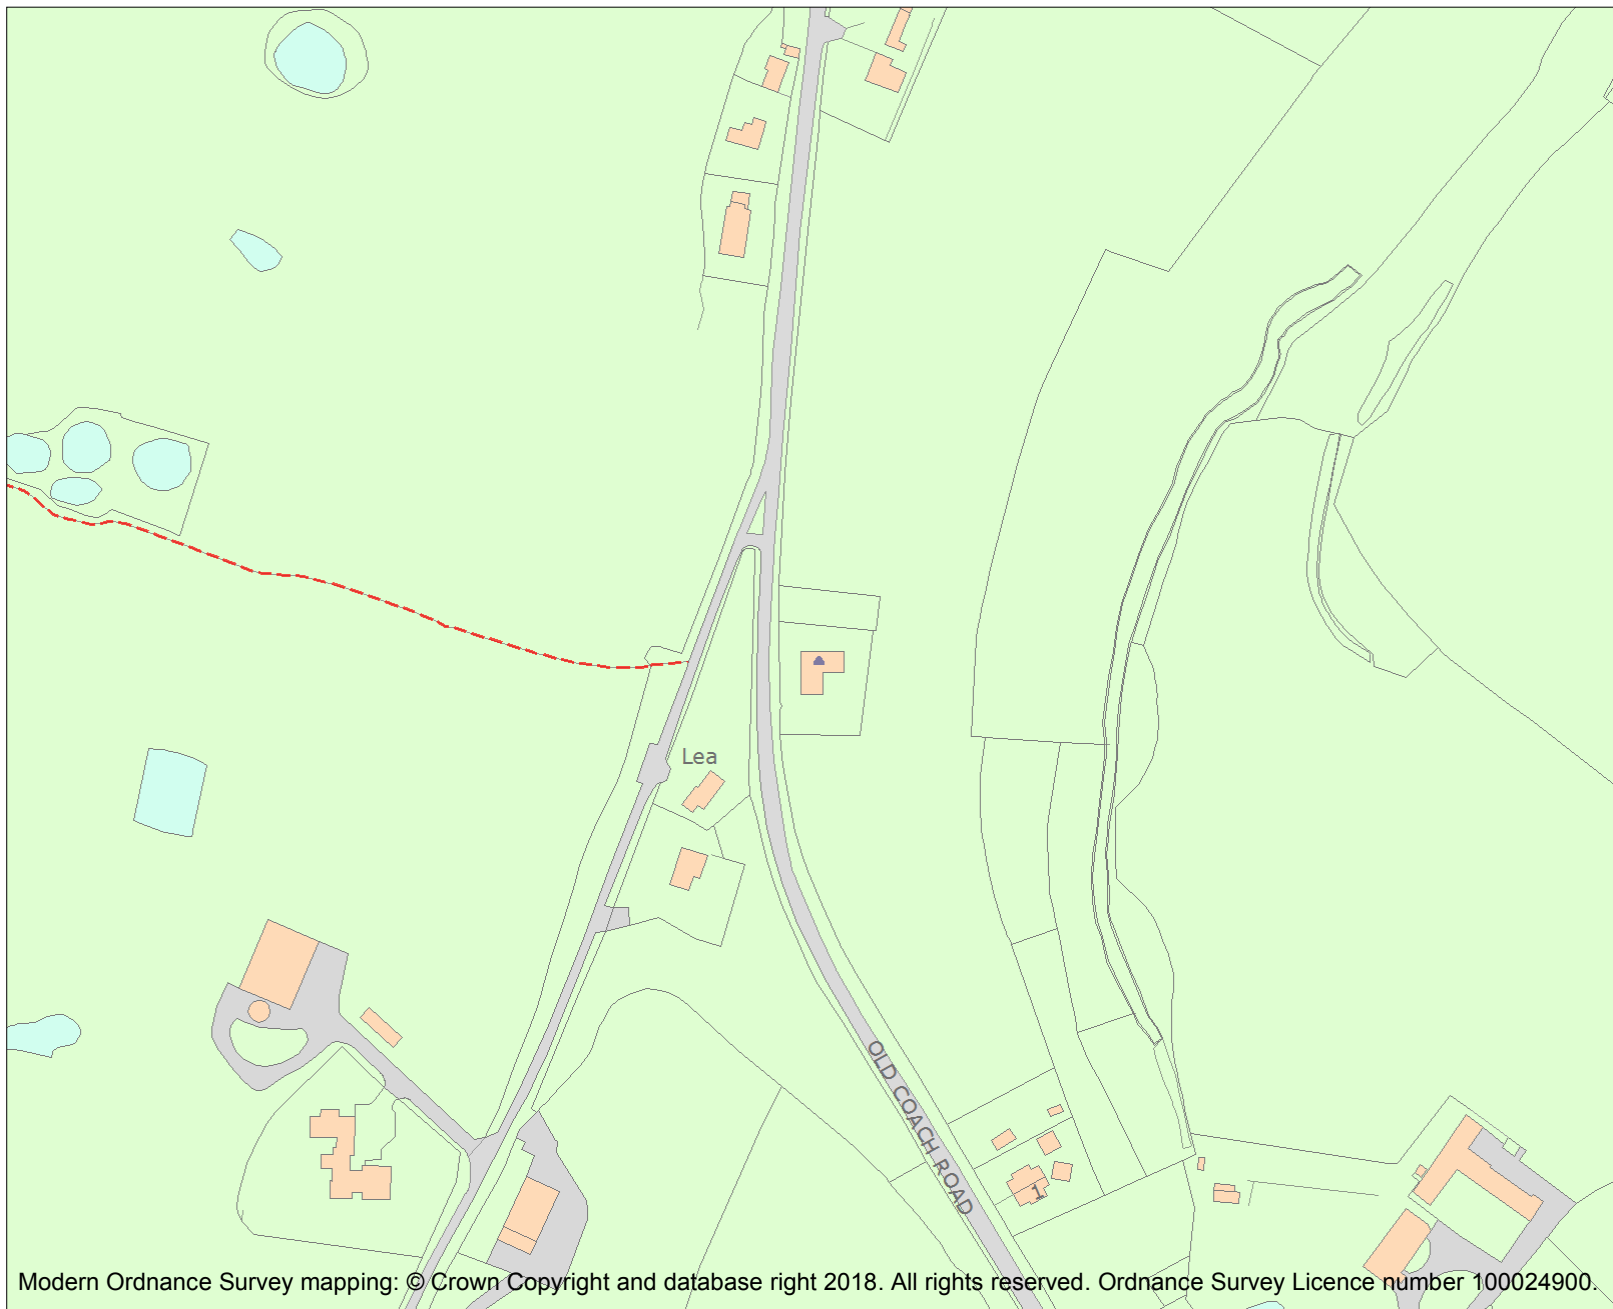 Lea
OLD COACH ROAD
1
Modern Ordnance Survey mapping: © Crown Copyright and database right 2018. All rights reserved. Ordnance Survey Licence number 100024900.